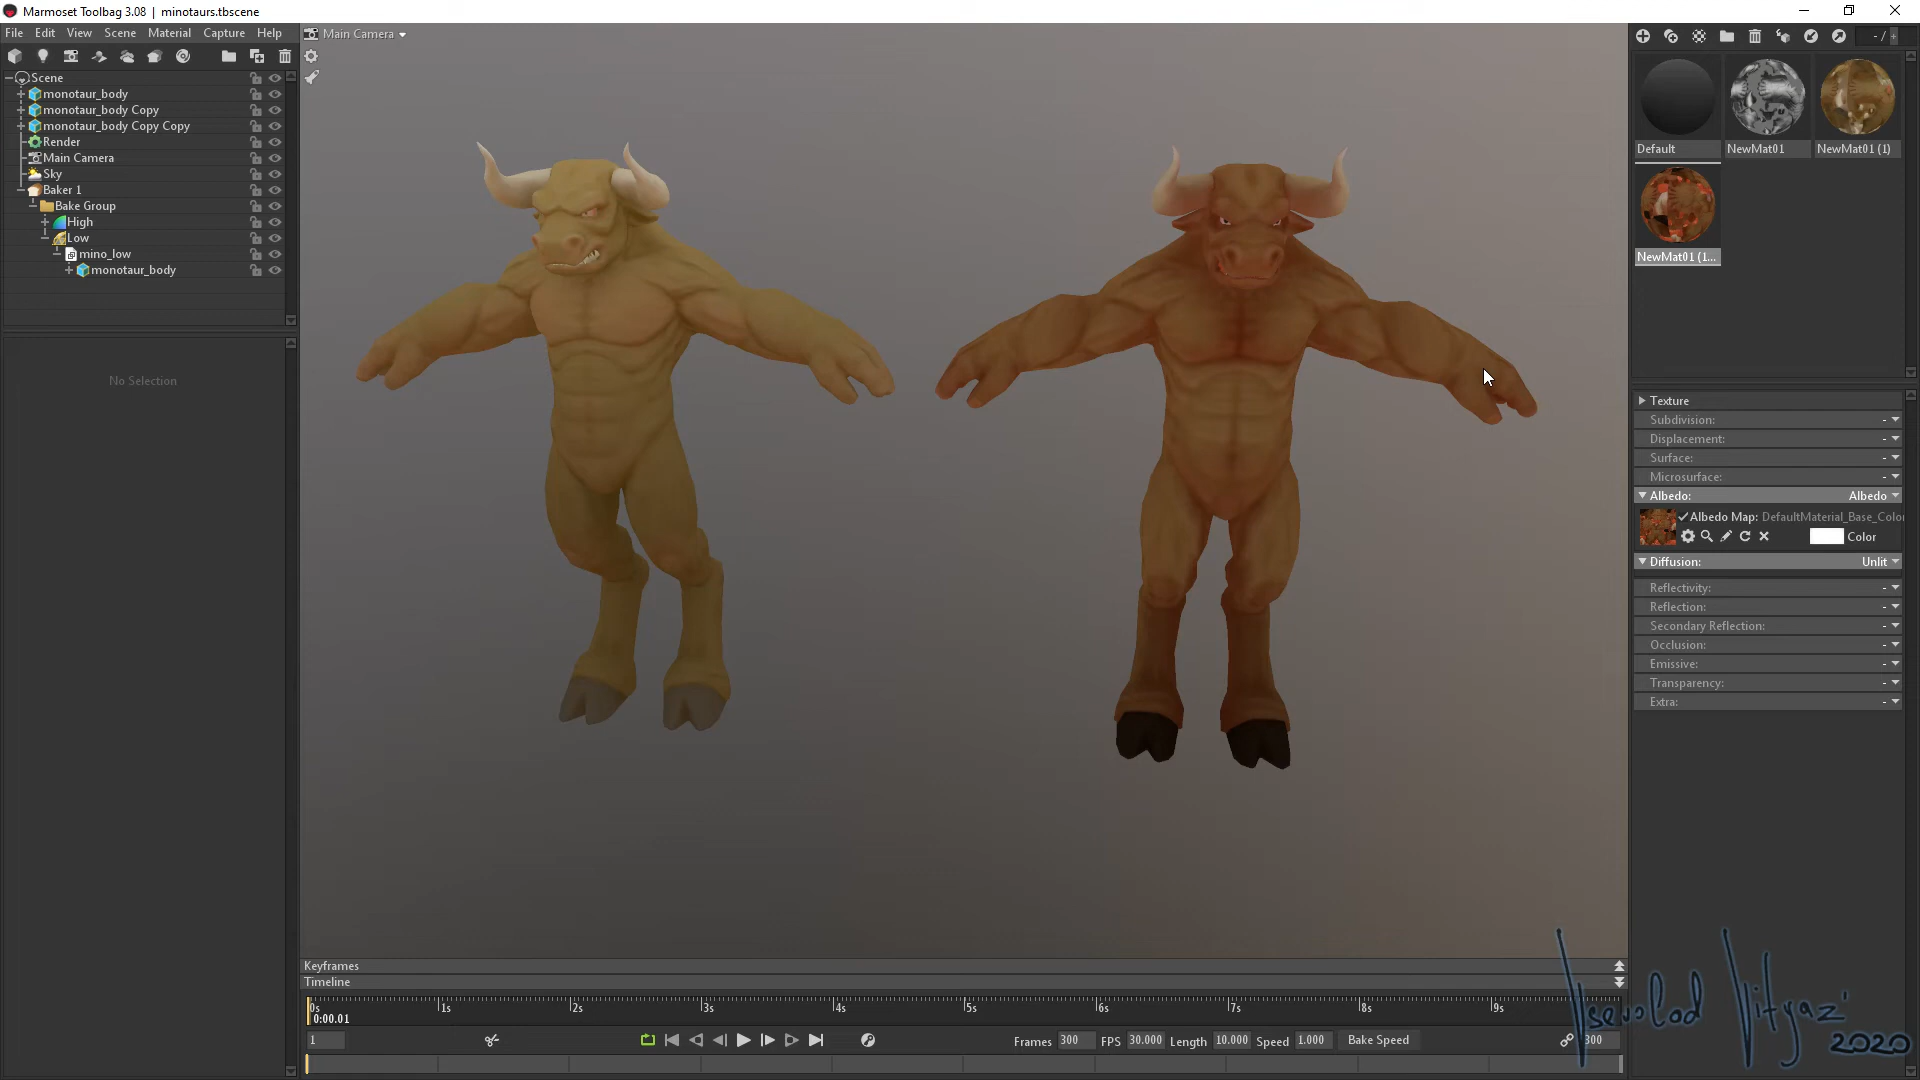 Marmoset Toolbag 3.08 | minotaurs.tbscene
File Edit View Scene Material Capture Help
Main Camera
- / +
Scene
monotaur_body
monotaur_body Copy
monotaur_body Copy Copy
Render
Main Camera
Sky
Baker 1
Bake Group
High
Low
mino_low
monotaur_body
No Selection
Default NewMat01 NewMat01 (1)
NewMat01 (1...
Texture
Subdivision: -
Displacement: -
Surface: -
Microsurface: -
Albedo: Albedo
Albedo Map: DefaultMaterial_Base_Color
Color
Diffusion: Unlit
Reflectivity: -
Reflection: -
Secondary Reflection: -
Occlusion: -
Emissive: -
Transparency: -
Extra: -
Keyframes
Timeline
0s 1s 2s 3s 4s 5s 6s 7s 8s 9s
0:00.01
1
Frames 300 FPS 30.000 Length 10.000 Speed 1.000 Bake Speed 300
Vsevolod Vityaz'
2020